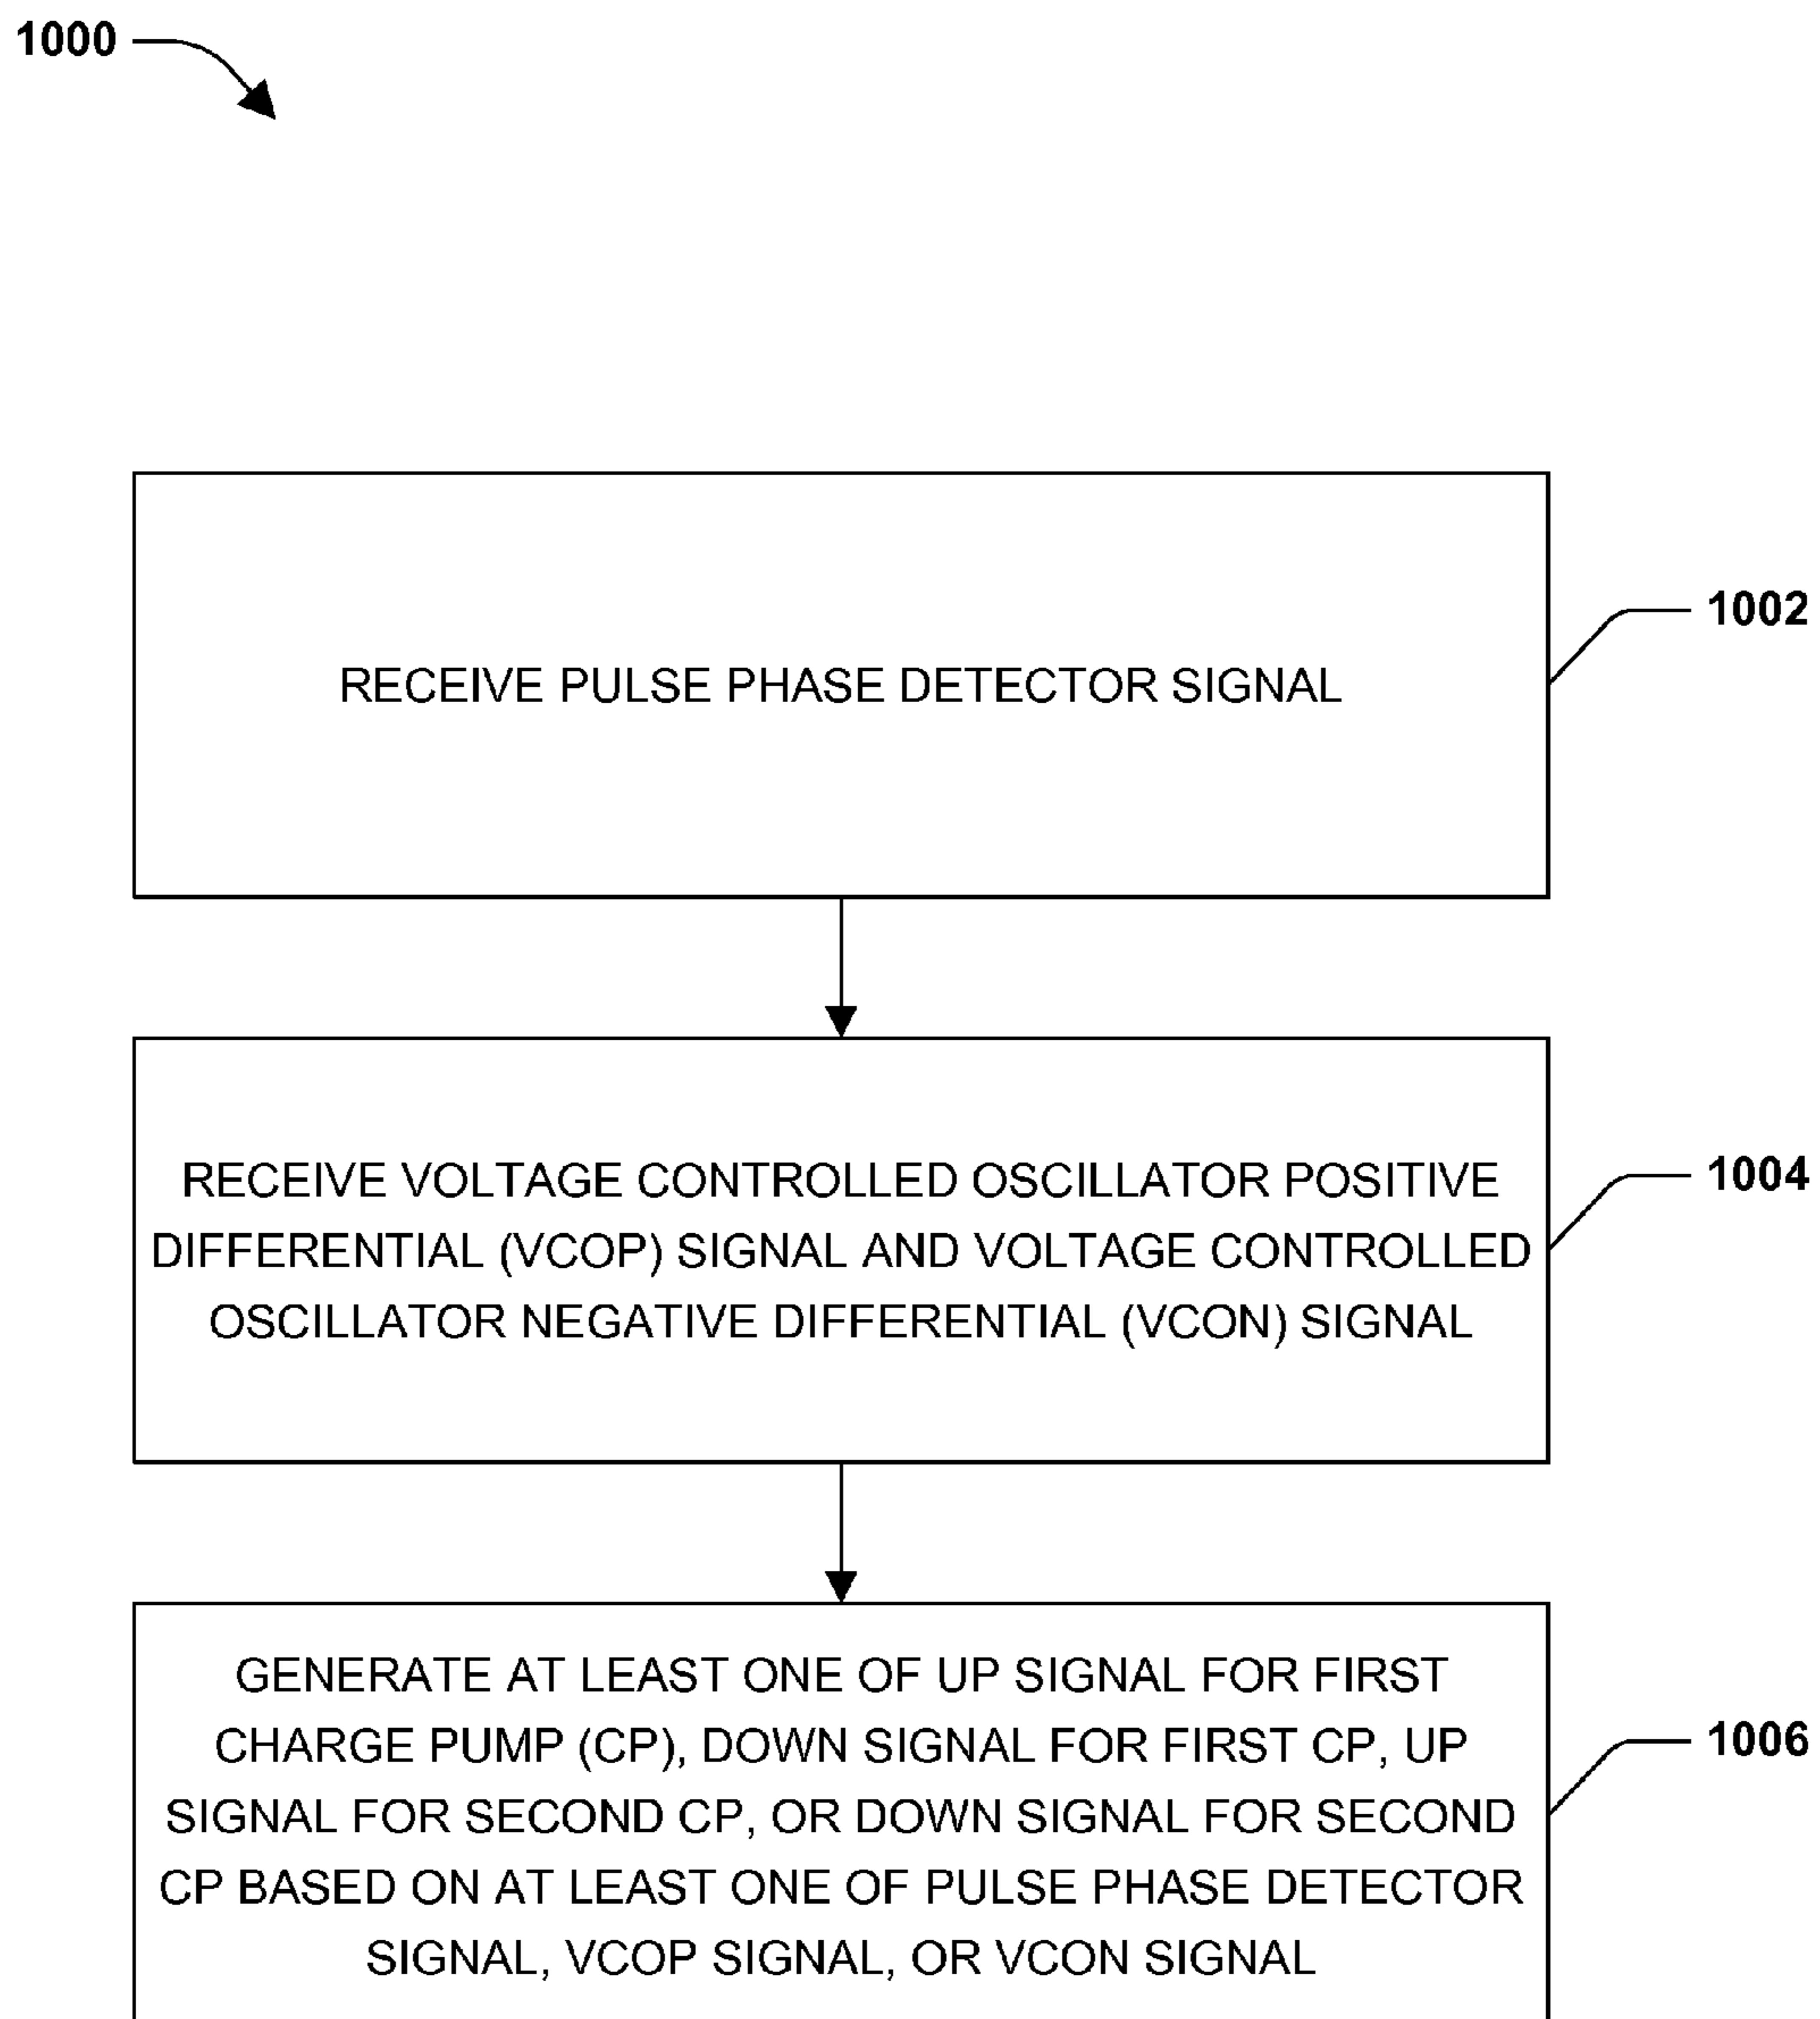 1000
RECEIVE PULSE PHASE DETECTOR SIGNAL
1002
RECEIVE VOLTAGE CONTROLLED OSCILLATOR POSITIVE
DIFFERENTIAL (VCOP) SIGNAL AND VOLTAGE CONTROLLED
OSCILLATOR NEGATIVE DIFFERENTIAL (VCON) SIGNAL
1004
GENERATE AT LEAST ONE OF UP SIGNAL FOR FIRST
CHARGE PUMP (CP), DOWN SIGNAL FOR FIRST CP, UP
SIGNAL FOR SECOND CP, OR DOWN SIGNAL FOR SECOND
CP BASED ON AT LEAST ONE OF PULSE PHASE DETECTOR
SIGNAL, VCOP SIGNAL, OR VCON SIGNAL
1006